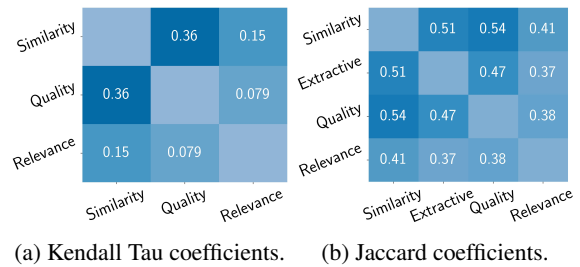 Similarity
0.36
0.15
Quality
0.36
0.079
Relevance
0.15
0.079
Similarity
Quality
Relevance
(a) Kendall Tau coefficients.
Similarity
0.51
0.54
0.41
Extractive
0.51
0.47
0.37
Quality
0.54
0.47
0.38
Relevance
0.41
0.37
0.38
Similarity
Extractive
Quality
Relevance
(b) Jaccard coefficients.